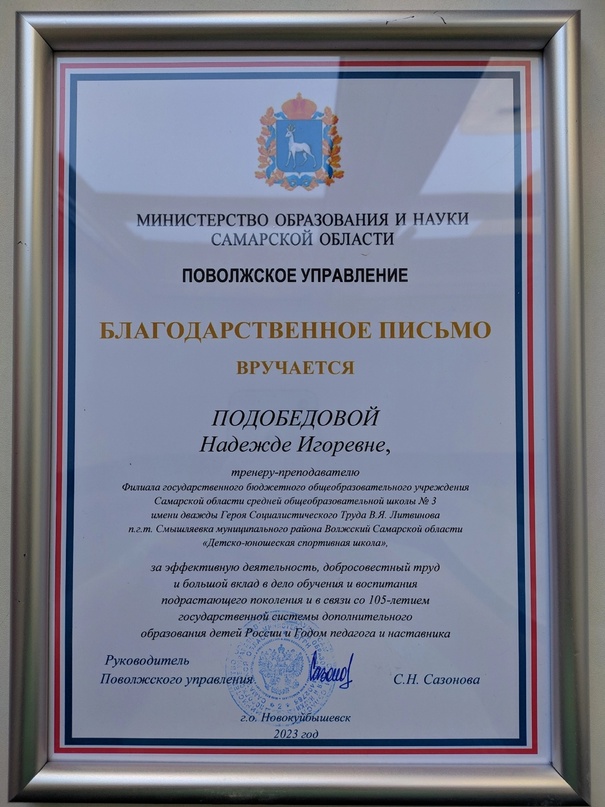 МИНИСТЕРСТВО ОБРАЗОВАНИЯ И НАУКИ
САМАРСКОЙ ОБЛАСТИ
ПОВОЛЖСКОЕ УПРАВЛЕНИЕ
БЛАГОДАРСТВЕННОЕ ПИСЬМО
ВРУЧАЕТСЯ
ПОДОБЕДОВОЙ
Надежде Игоревне,
тренеру-преподавателю
Филиала государственного бюджетного общеобразовательного учреждения
Самарской области средней общеобразовательной школы № 3
имени дважды Героя Социалистического Труда В.Я. Литвинова
п.г.т. Смышляевка муниципального района Волжский Самарской области
«Детско-юношеская спортивная школа»,
за эффективную деятельность, добросовестный труд
и большой вклад в дело обучения и воспитания
подрастающего поколения и в связи со 105-летием
государственной системы дополнительного
образования детей России и Годом педагога и наставника
Руководитель
Поволжского управления С.Н. Сазонова
г.о. Новокуйбышевск
2023 год